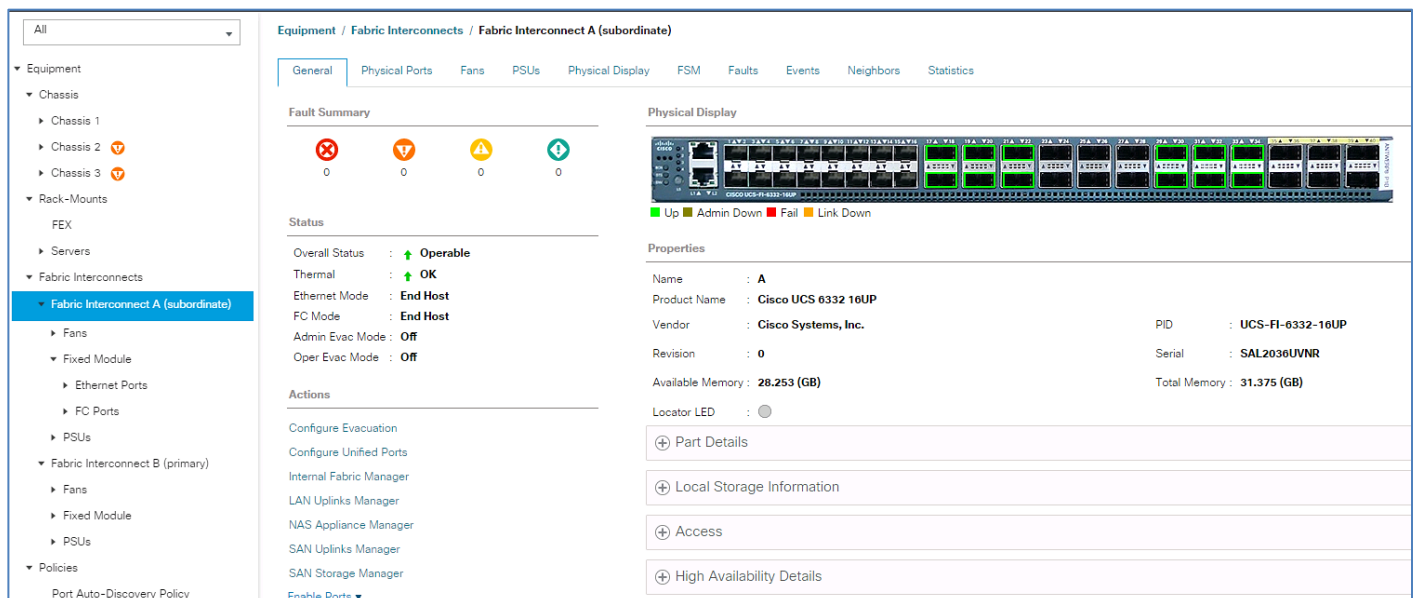 All
Equipment
Chassis
Chassis 1
Chassis 2
Chassis 3
Rack-Mounts
FEX
Servers
Fabric Interconnects
Fabric Interconnect A (subordinate)
Fans
Fixed Module
Ethernet Ports
FC Ports
PSUs
Fabric Interconnect B (primary)
Fans
Fixed Module
PSUs
Policies
Port Auto-Discovery Policy
Equipment / Fabric Interconnects / Fabric Interconnect A (subordinate)
General Physical Ports Fans PSUs Physical Display FSM Faults Events Neighbors Statistics
Fault Summary
0 0 0 0
Status
Overall Status : Operable
Thermal : OK
Ethernet Mode : End Host
FC Mode : End Host
Admin Evac Mode : Off
Oper Evac Mode : Off
Actions
Configure Evacuation
Configure Unified Ports
Internal Fabric Manager
LAN Uplinks Manager
NAS Appliance Manager
SAN Uplinks Manager
SAN Storage Manager
Enable Ports
Physical Display
CISCO
CISCO UCS-FI-6332-16UP
Up Admin Down Fail Link Down
Properties
Name : A
Product Name : Cisco UCS 6332 16UP
Vendor : Cisco Systems, Inc. PID : UCS-FI-6332-16UP
Revision : 0 Serial : SAL2036UVNR
Available Memory : 28.253 (GB) Total Memory : 31.375 (GB)
Locator LED :
Part Details
Local Storage Information
Access
High Availability Details